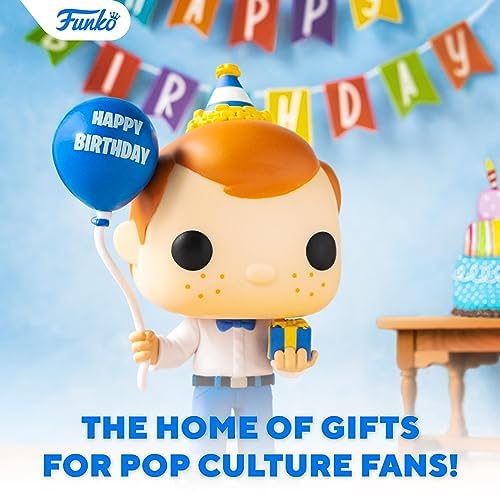 Funko
HAPPY
BIRTHDAY
HAPPY
BIRTHDAY
THE HOME OF GIFTS
FOR POP CULTURE FANS!